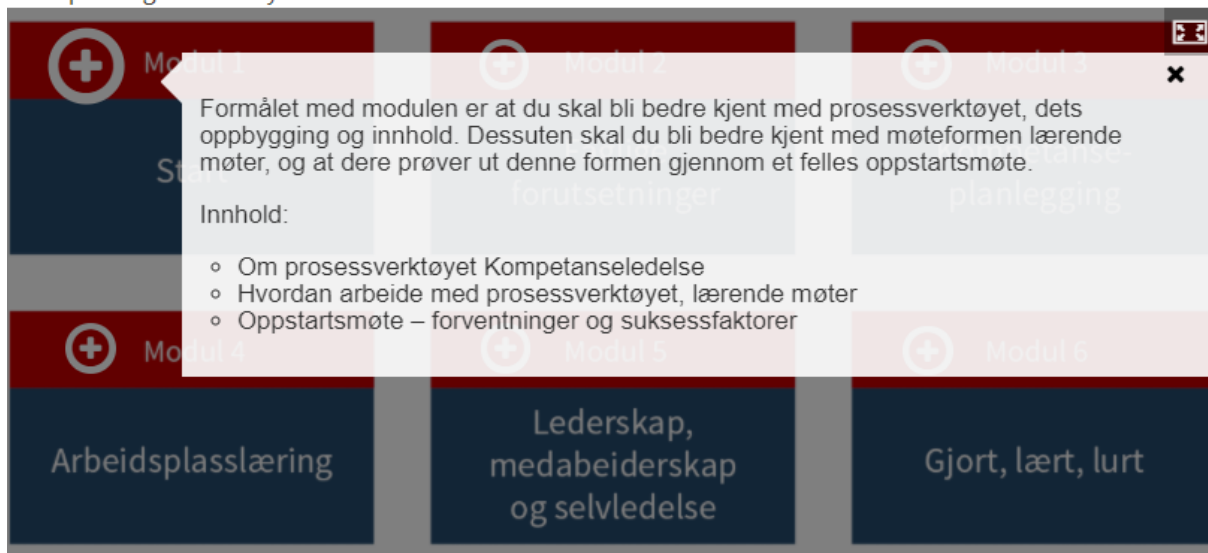 Modul 1
Modul 2
Modul 3
Formålet med modulen er at du skal bli bedre kjent med prosessverktøyet, dets
oppbygging og innhold. Dessuten skal du bli bedre kjent med møteformen lærende
møter, og at dere prøver ut denne formen gjennom et felles oppstartsmøte.
Start
forutsetninger
Kompetanse-
planlegging
Innhold:
Om prosessverktøyet Kompetanseledelse
Hvordan arbeide med prosessverktøyet, lærende møter
Oppstartsmøte – forventninger og suksessfaktorer
Modul 4
Modul 5
Modul 6
Arbeidsplasslæring
Lederskap,
medabeiderskap
og selvledelse
Gjort, lært, lurt